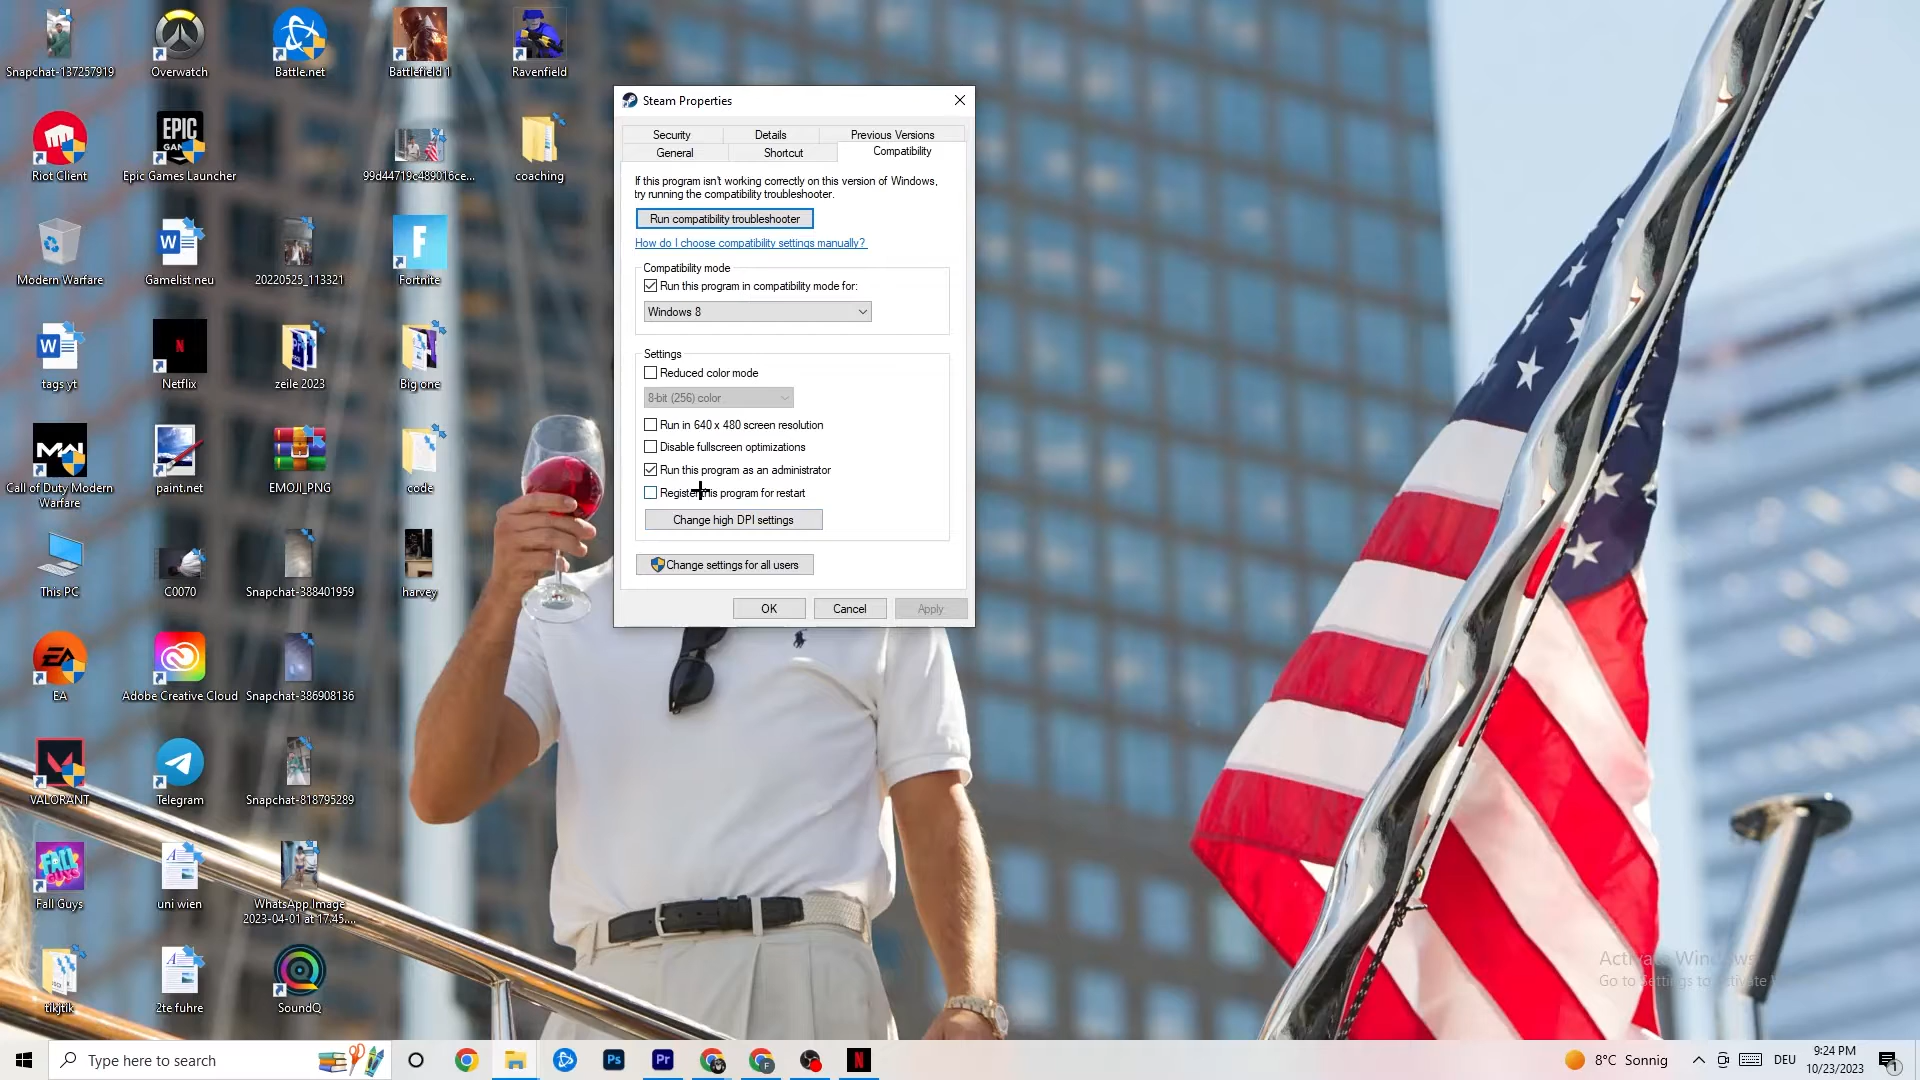 Snapchat-137257919
Overwatch
Battle.net
Battlefield 1
Ravenfield
Riot Client
EPIC
GAMES
Epic Games Launcher
99d44719c489016ce...
coaching
Modern Warfare
Gamelist neu
20220525_113321
Fortnite
tags yt
Netflix
zeile 2023
Big one
Call of Duty Modern
Warfare
paint.net
EMOJI_PNG
code
This PC
C0070
Snapchat-388401959
harvey
EA
Adobe Creative Cloud
Snapchat-386908136
VALORANT
Telegram
Snapchat-818795289
Fall Guys
uni wien
WhatsApp Image
2023-04-01 at 17.45....
tikjtik
2te fuhre
SoundQ
Steam Properties
Security
Details
Previous Versions
General
Shortcut
Compatibility
If this program isn't working correctly on this version of Windows,
try running the compatibility troubleshooter.
Run compatibility troubleshooter
How do I choose compatibility settings manually?
Compatibility mode
Run this program in compatibility mode for:
Windows 8
Settings
Reduced color mode
8-bit (256) color
Run in 640 x 480 screen resolution
Disable fullscreen optimizations
Run this program as an administrator
Register this program for restart
Change high DPI settings
Change settings for all users
OK
Cancel
Apply
Activate Windows
Go to Settings to activate
Type here to search
Ps
Pr
8°C Sonnig
DEU
9:24 PM
10/23/2023